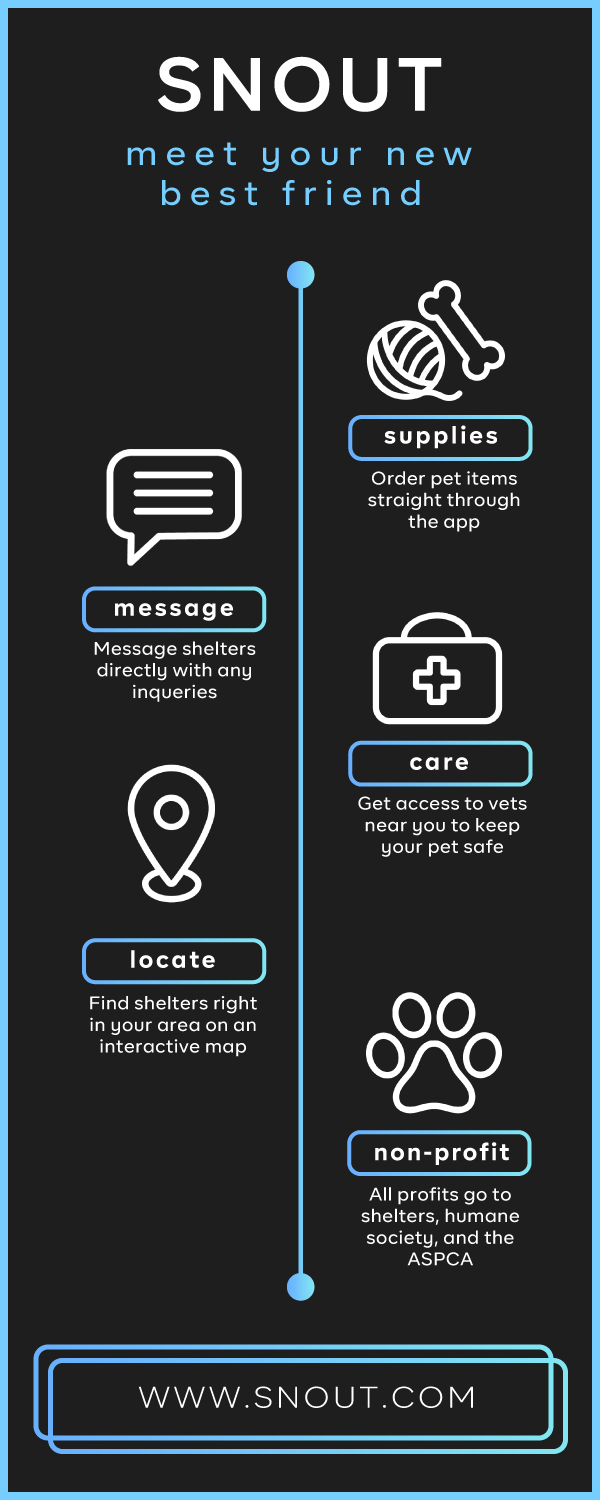 SNOUT
meet your new
best friend
supplies
Order pet items
straight through
the app
message
Message shelters
directly with any
inqueries
care
Get access to vets
near you to keep
your pet safe
locate
Find shelters right
in your area on an
interactive map
non-profit
All profits go to
shelters, humane
society, and the
ASPCA
WWW.SNOUT.COM